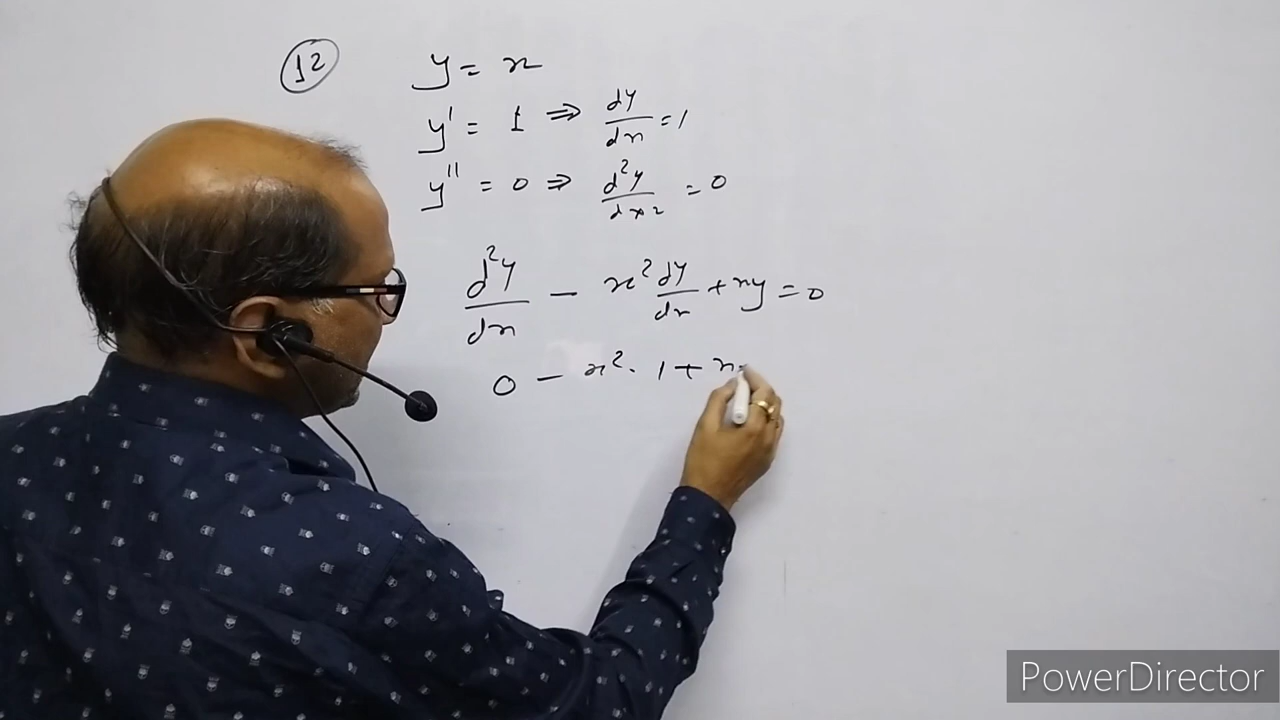 12
y = x
y' = 1 ⇒ dy/dx = 1
y'' = 0 ⇒ d²y/dx² = 0
d²y/dx − x² dy/dx + xy = 0
0 − x² · 1 + x
PowerDirector